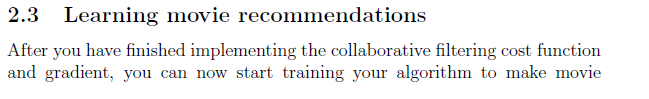 2.3 Learning movie recommendations
After you have finished implementing the collaborative filtering cost function
and gradient, you can now start training your algorithm to make movie